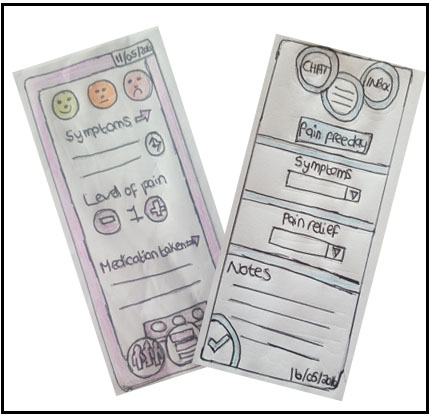 11/05/2016
Symptoms
Level of pain
1
Medication taken
CHAT
INBOX
Pain free day
Symptoms
Pain relief
Notes
16/05/2016